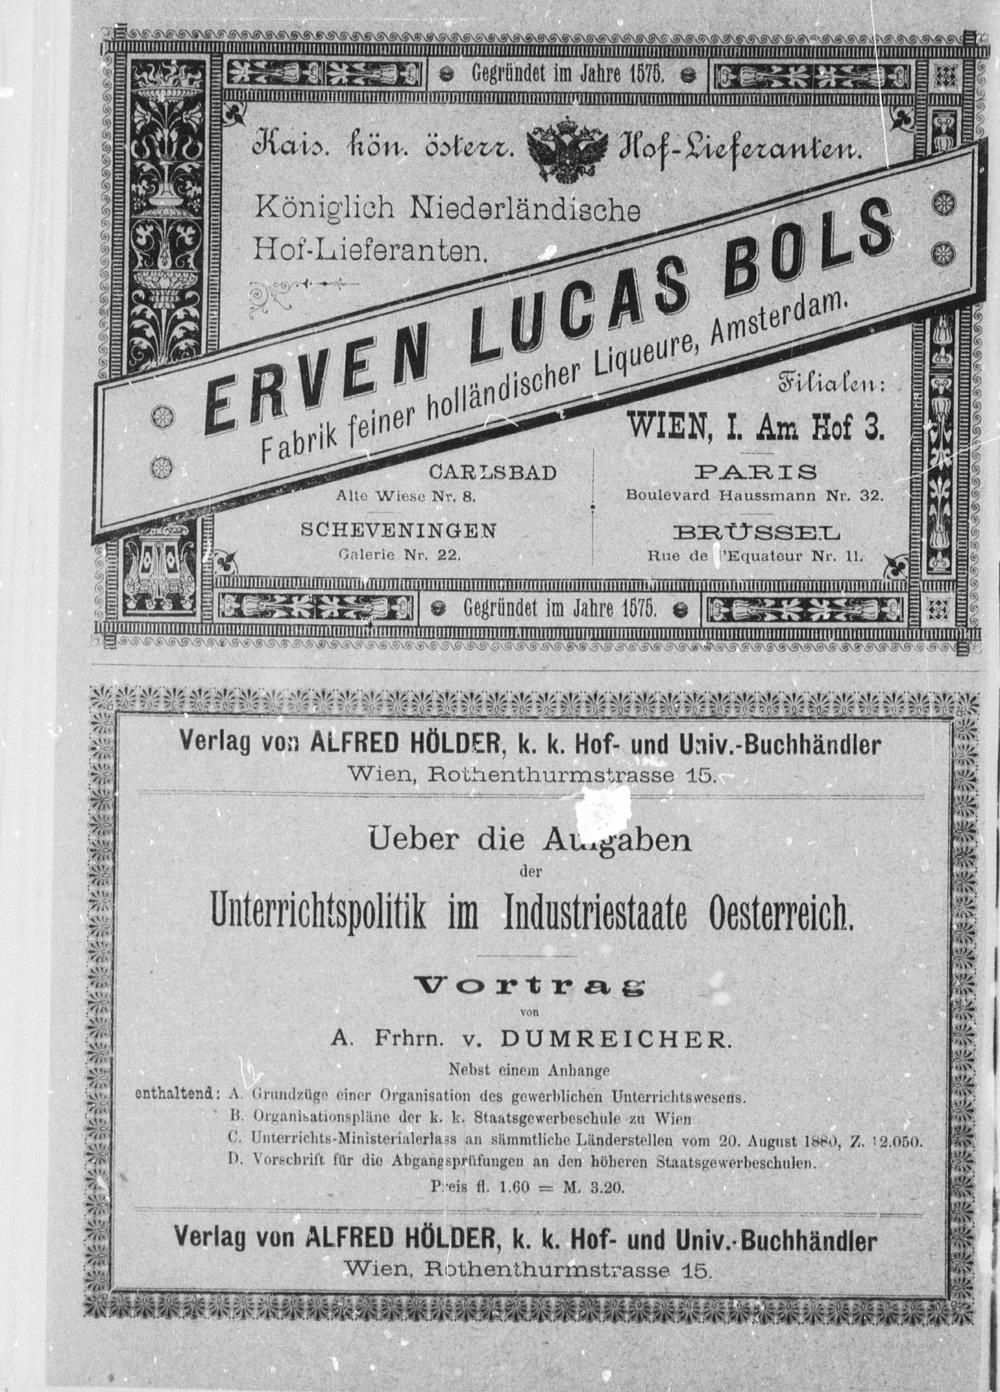 Gegründet im Jahre 1575.
Kais. kön. österr. Hof-Lieferanten.
Königlich Niederländische
Hof-Lieferanten.
ERVEN LUCAS BOLS
Fabrik feiner holländischer Liqueure, Amsterdam.
Filialen:
WIEN, I. Am Hof 3.
CARLSBAD
Alte Wiese Nr. 8.
PARIS
Boulevard Haussmann Nr. 32.
SCHEVENINGEN
Galerie Nr. 22.
BRÜSSEL
Rue de l'Equateur Nr. 11.
Gegründet im Jahre 1575.
Verlag von ALFRED HÖLDER, k. k. Hof- und Univ.-Buchhändler
Wien, Rothenthurmstrasse 15.
Ueber die Aufgaben
der
Unterrichtspolitik im Industriestaate Oesterreich.
Vortrag
von
A. Frhrn. v. DUMREICHER.
Nebst einem Anhange
enthaltend: A. Grundzüge einer Organisation des gewerblichen Unterrichtswesens.
B. Organisationspläne der k. k. Staatsgewerbeschule zu Wien
C. Unterrichts-Ministerialerlass an sämmtliche Länderstellen vom 20. August 1880, Z. 12.050.
D. Vorschrift für die Abgangsprüfungen an den höheren Staatsgewerbeschulen.
Preis fl. 1.60 = M. 3.20.
Verlag von ALFRED HÖLDER, k. k. Hof- und Univ.-Buchhändler
Wien, Rothenthurmstrasse 15.